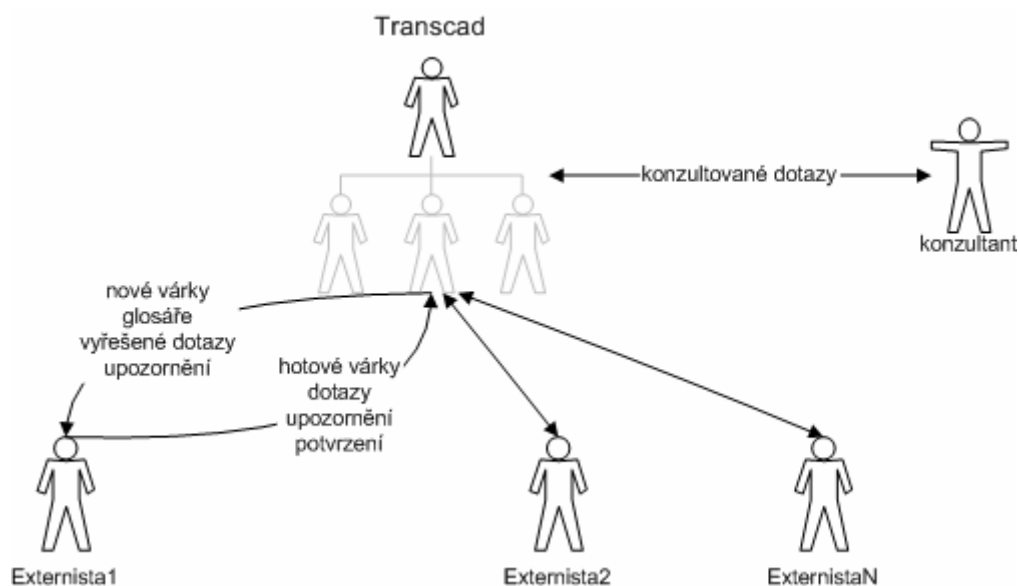 Transcad
konzultované dotazy
konzultant
nové várky
glosáře
vyřešené dotazy
upozornění
hotové várky
dotazy
upozornění
potvrzení
Externista1
Externista2
ExternistaN